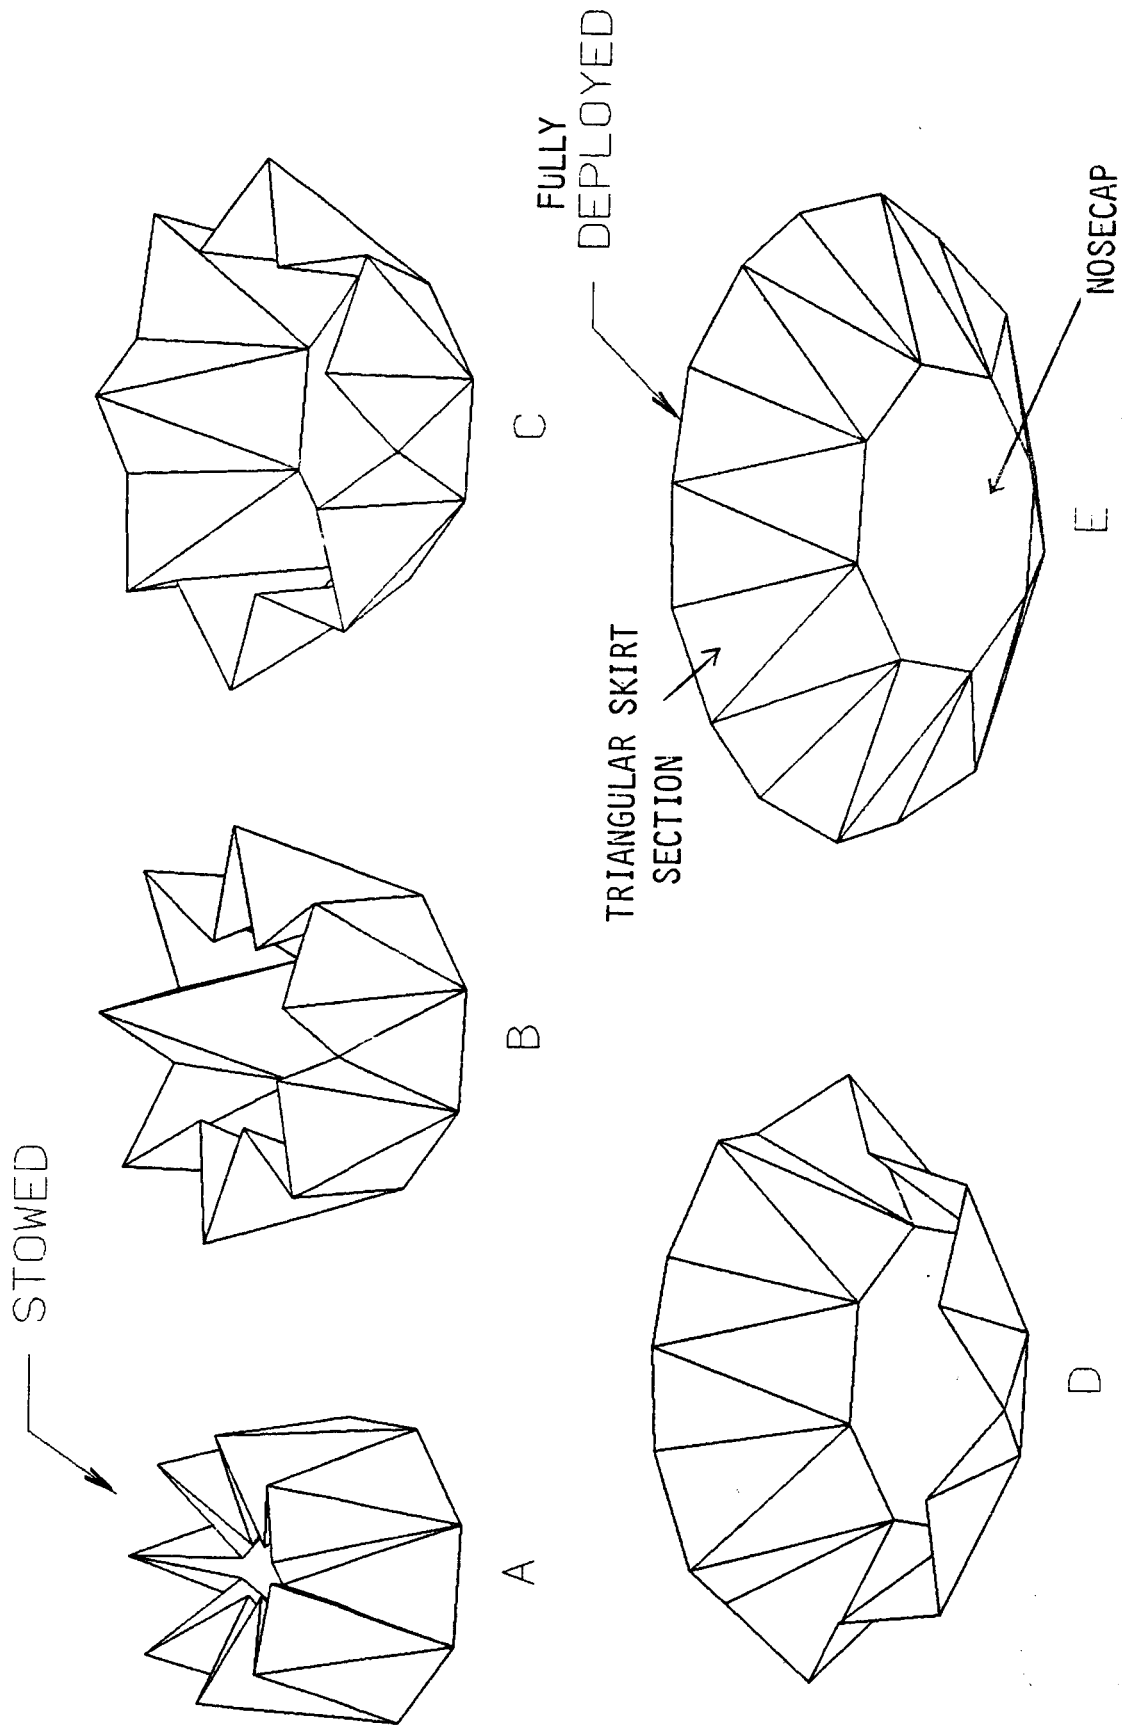 STOWED
A
B
C
D
TRIANGULAR SKIRT
SECTION
FULLY
DEPLOYED
NOSECAP
E